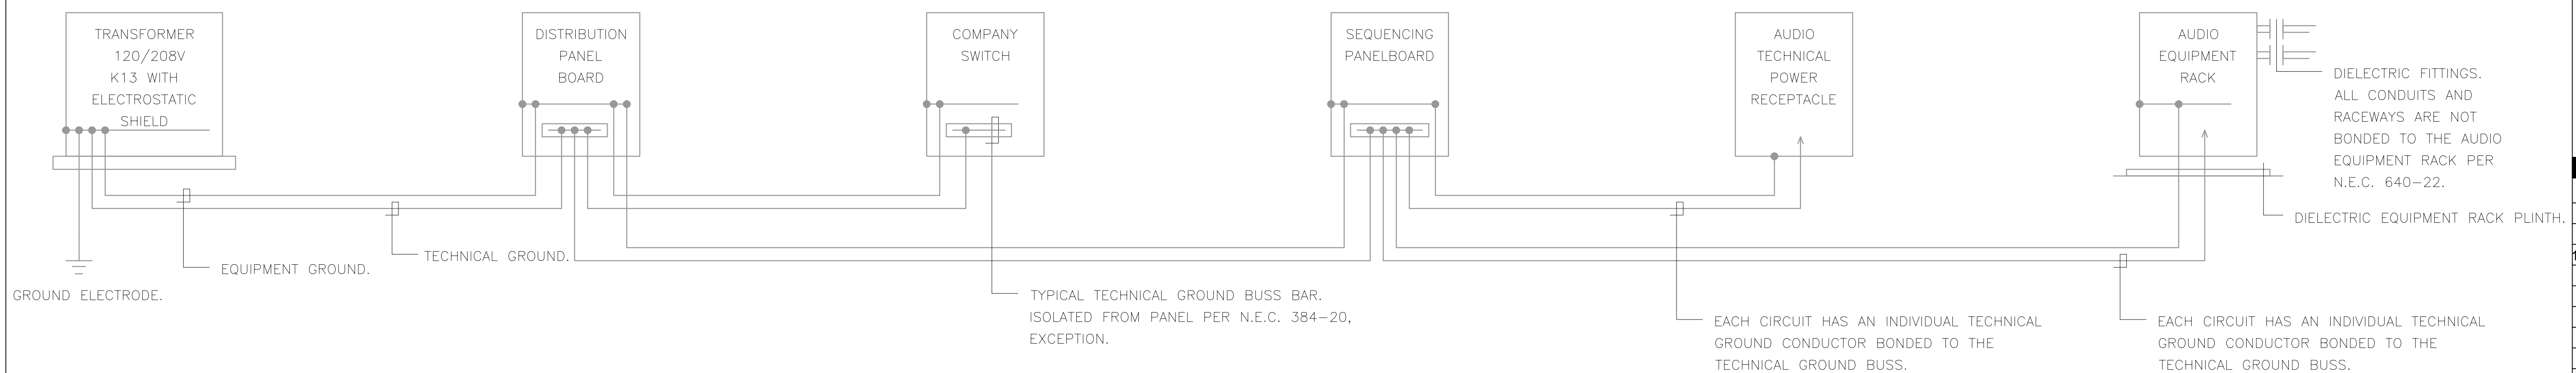 TRANSFORMER
120/208V
K13 WITH
ELECTROSTATIC
SHIELD
DISTRIBUTION
PANEL
BOARD
COMPANY
SWITCH
SEQUENCING
PANELBOARD
AUDIO
TECHNICAL
POWER
RECEPTACLE
AUDIO
EQUIPMENT
RACK
DIELECTRIC FITTINGS.
ALL CONDUITS AND
RACEWAYS ARE NOT
BONDED TO THE AUDIO
EQUIPMENT RACK PER
N.E.C. 640-22.
DIELECTRIC EQUIPMENT RACK PLINTH.
TECHNICAL GROUND.
EQUIPMENT GROUND.
GROUND ELECTRODE.
TYPICAL TECHNICAL GROUND BUSS BAR.
ISOLATED FROM PANEL PER N.E.C. 384-20,
EXCEPTION.
EACH CIRCUIT HAS AN INDIVIDUAL TECHNICAL
GROUND CONDUCTOR BONDED TO THE
TECHNICAL GROUND BUSS.
EACH CIRCUIT HAS AN INDIVIDUAL TECHNICAL
GROUND CONDUCTOR BONDED TO THE
TECHNICAL GROUND BUSS.